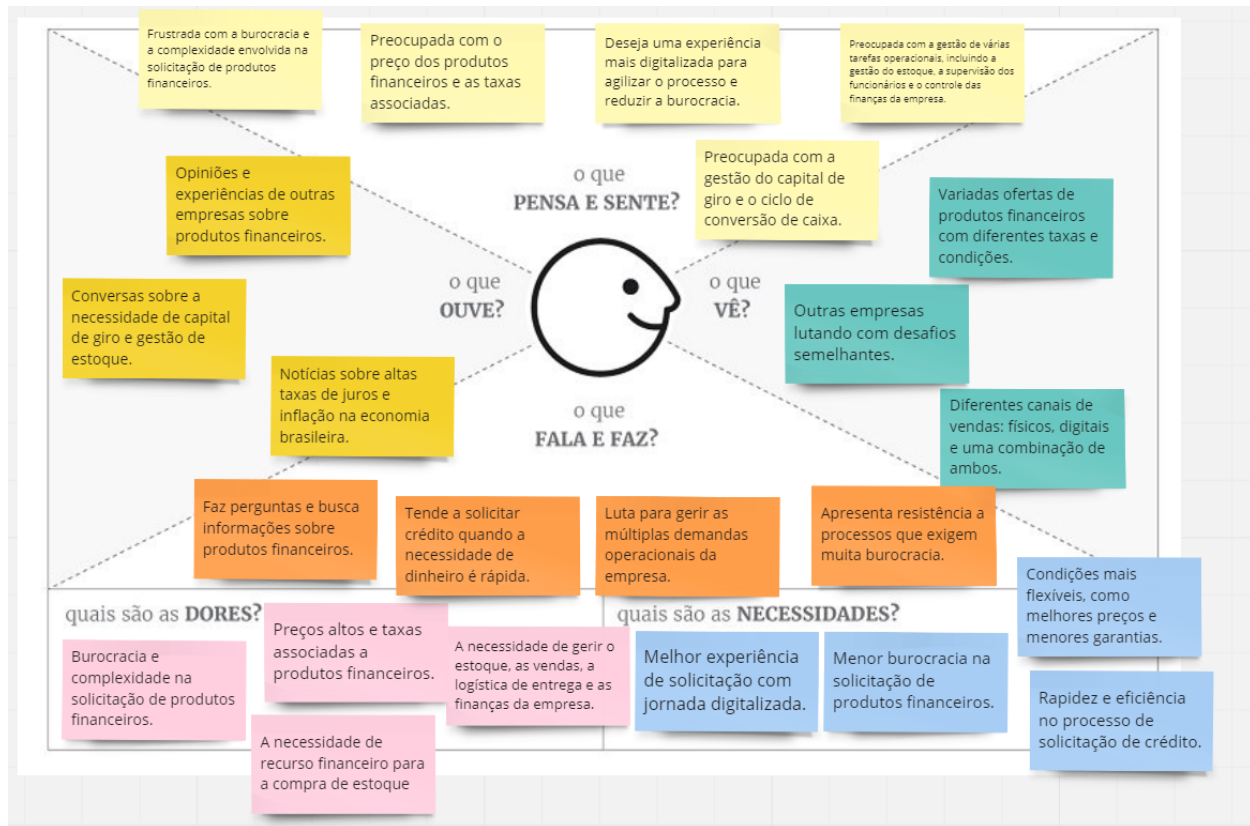 Frustrada com a burocracia e
a complexidade envolvida na
solicitação de produtos
financeiros.
Preocupada com o
preço dos produtos
financeiros e as taxas
associadas.
Deseja uma experiência
mais digitalizada para
agilizar o processo e
reduzir a burocracia.
Preocupada com a gestão de várias
tarefas operacionais, incluindo a
gestão do estoque, a supervisão dos
funcionários e o controle das
finanças da empresa.
o que
PENSA E SENTE?
Preocupada com a
gestão do capital de
giro e o ciclo de
conversão de caixa.
Opiniões e
experiências de outras
empresas sobre
produtos financeiros.
Conversas sobre a
necessidade de capital
de giro e gestão de
estoque.
Notícias sobre altas
taxas de juros e
inflação na economia
brasileira.
o que
OUVE?
o que
VÊ?
Variadas ofertas de
produtos financeiros
com diferentes taxas e
condições.
Outras empresas
lutando com desafios
semelhantes.
Diferentes canais de
vendas: físicos, digitais
e uma combinação de
ambos.
o que
FALA E FAZ?
Faz perguntas e busca
informações sobre
produtos financeiros.
Tende a solicitar
crédito quando a
necessidade de
dinheiro é rápida.
Luta para gerir as
múltiplas demandas
operacionais da
empresa.
Apresenta resistência a
processos que exigem
muita burocracia.
quais são as DORES?
Burocracia e
complexidade na
solicitação de produtos
financeiros.
Preços altos e taxas
associadas a
produtos financeiros.
A necessidade de gerir o
estoque, as vendas, a
logística de entrega e as
finanças da empresa.
A necessidade de
recurso financeiro para
a compra de estoque
quais são as NECESSIDADES?
Melhor experiência
de solicitação com
jornada digitalizada.
Menor burocracia na
solicitação de
produtos financeiros.
Condições mais
flexíveis, como
melhores preços e
menores garantias.
Rapidez e eficiência
no processo de
solicitação de crédito.